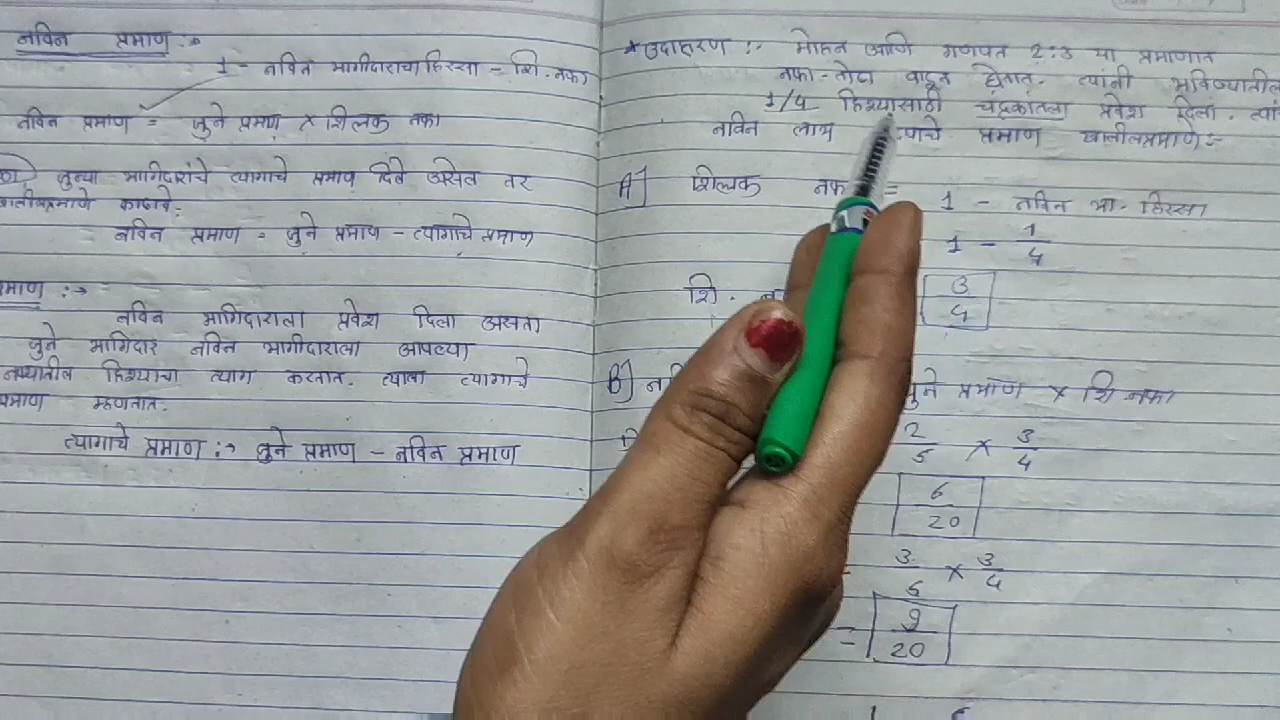 नविन प्रमाण :→
1 - नविन भागीदाराचा हिस्सा = शि. नफा
नविन प्रमाण = जुने प्रमाण × शिल्लक नफा
जुन्या भागिदारांचे त्यागाचे प्रमाण दिले असेल तर
खालीलप्रमाणे काढावे:
= नविन प्रमाण = जुने प्रमाण - त्यागाचे प्रमाण
प्रमाण :→
नविन भागिदाराला प्रवेश दिला असता
जुने भागिदार नविन भागीदाराला आपल्या
नफ्यातील हिश्याचा त्याग करतात. त्याला त्यागाचे
प्रमाण म्हणतात.
त्यागाचे प्रमाण :→ जुने प्रमाण - नविन प्रमाण
* उदाहरण :- मोहन आणि गणपत 2:3 या प्रमाणात
नफा-तोटा वाटून घेतात. त्यांनी भविष्यातील
1/4 हिश्यासाठी चंद्रकांतला प्रवेश दिला.
नविन लाभ प्रमाण खालीलप्रमाणे :-
A] शिल्लक =
1 - नविन भा. हिस्सा
1 - 1/4
शि. 3/4
B] जुने प्रमाण × शि नफा
2/5 × 3/4
6/20
3/5 × 3/4
= 9/20